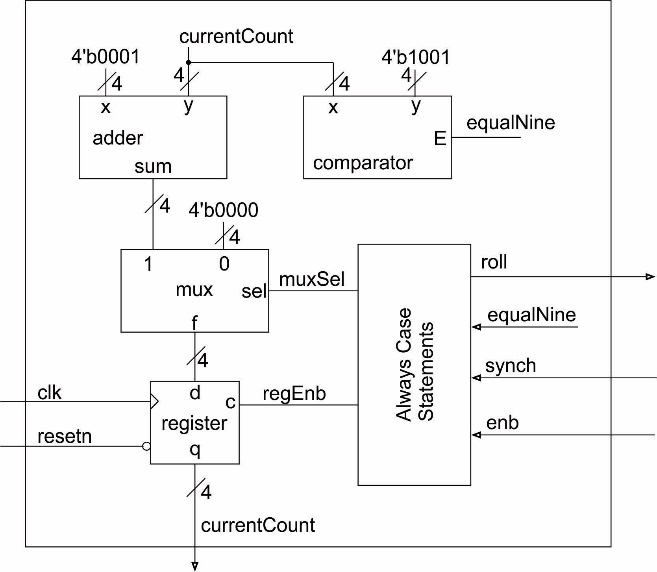 currentCount
4'b0001
4'b1001
4
4
4
4
x
y
x
y
adder
E
equalNine
sum
comparator
4
4'b0000
4
1
0
mux
sel
muxSel
f
roll
equalNine
Always Case
Statements
4
synch
clk
d
c
regEnb
register
enb
resetn
q
4
currentCount